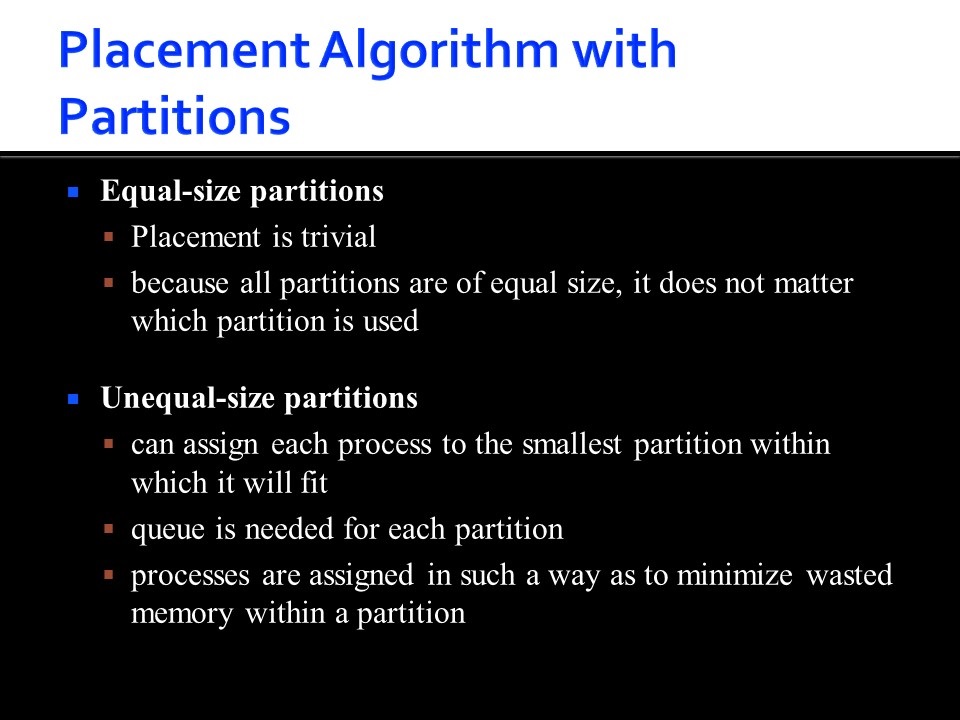 Placement Algorithm with
Partitions
Equal-size partitions
Placement is trivial
because all partitions are of equal size, it does not matter
which partition is used
Unequal-size partitions
can assign each process to the smallest partition within
which it will fit
queue is needed for each partition
processes are assigned in such a way as to minimize wasted
memory within a partition